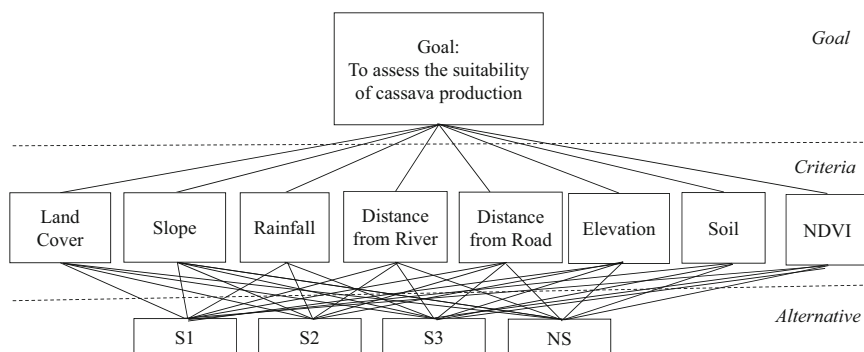 Goal:
To assess the suitability
of cassava production
Goal
Criteria
Land
Cover
Slope
Rainfall
Distance
from River
Distance
from Road
Elevation
Soil
NDVI
S1
S2
S3
NS
Alternative